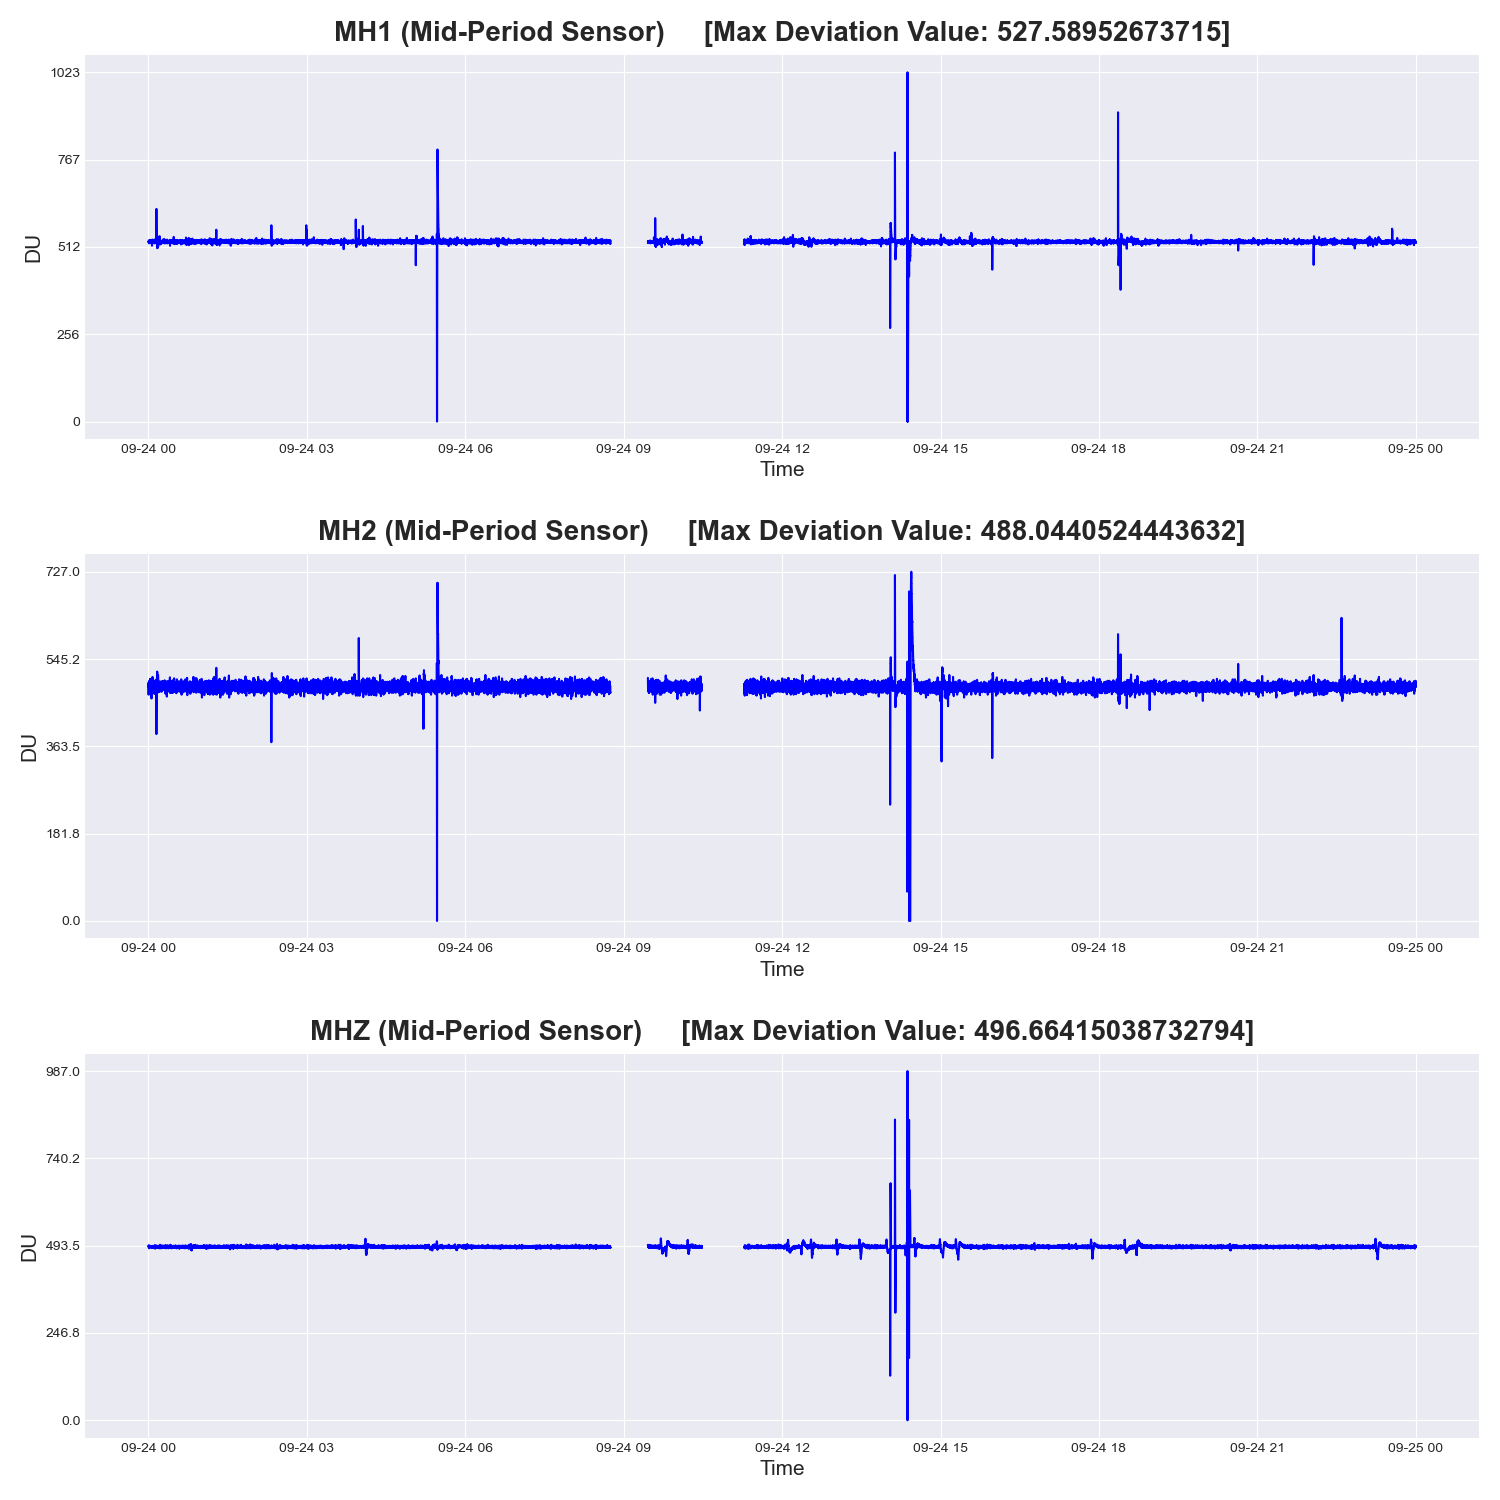 MH1 (Mid-Period Sensor) [Max Deviation Value: 527.58952673715]
1023
767
512
256
0
DU
09-24 00 09-24 03 09-24 06 09-24 09 09-24 12 09-24 15 09-24 18 09-24 21 09-25 00
Time
MH2 (Mid-Period Sensor) [Max Deviation Value: 488.0440524443632]
727.0
545.2
363.5
181.8
0.0
DU
09-24 00 09-24 03 09-24 06 09-24 09 09-24 12 09-24 15 09-24 18 09-24 21 09-25 00
Time
MHZ (Mid-Period Sensor) [Max Deviation Value: 496.66415038732794]
987.0
740.2
493.5
246.8
0.0
DU
09-24 00 09-24 03 09-24 06 09-24 09 09-24 12 09-24 15 09-24 18 09-24 21 09-25 00
Time